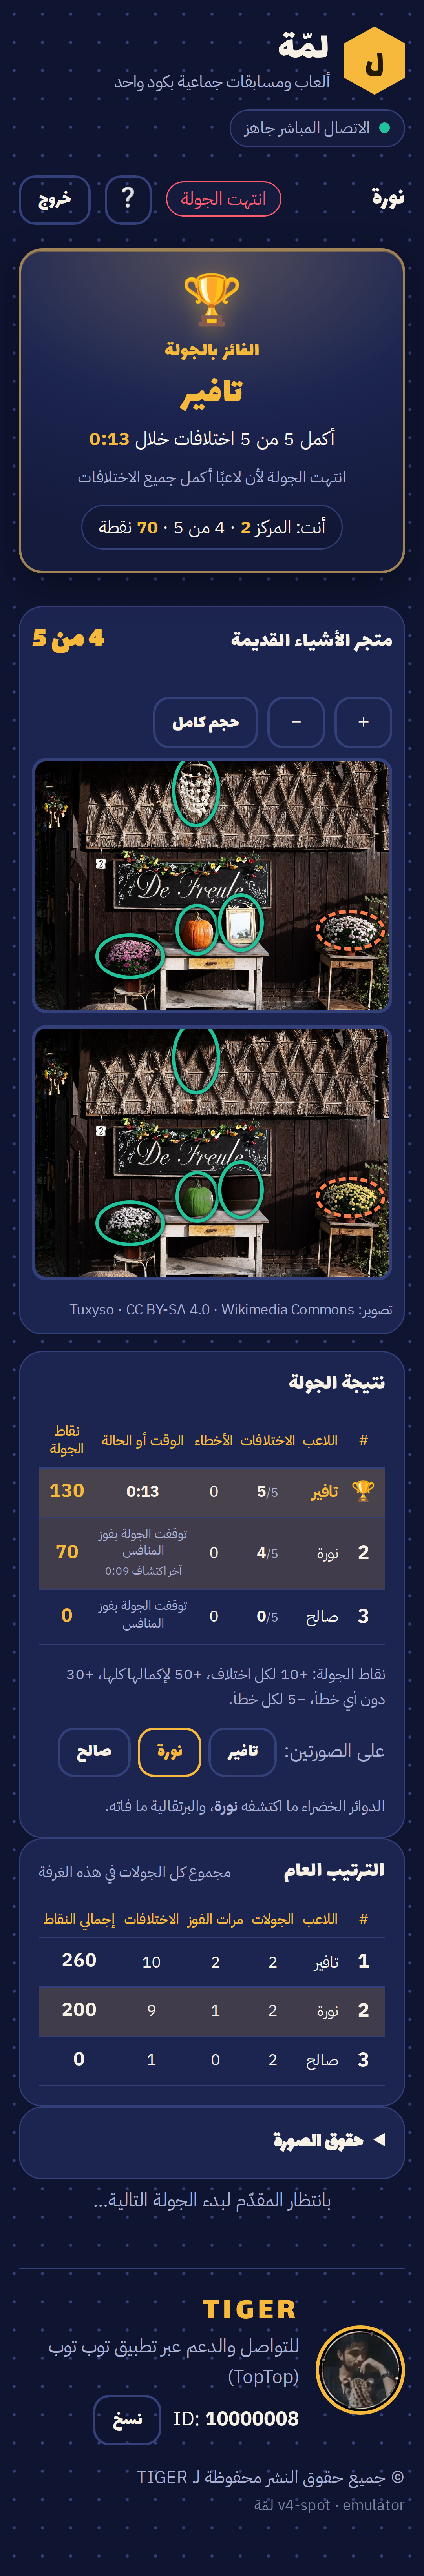 ل
لمّة
ألعاب ومسابقات جماعية بكود واحد
الاتصال المباشر جاهز
نورة
انتهت الجولة
?
خروج
🏆
الفائز بالجولة
تافير
أكمل 5 من 5 اختلافات خلال 0:13
انتهت الجولة لأن لاعبًا أكمل جميع الاختلافات
أنت: المركز 2 · 4 من 5 · 70 نقطة
متجر الأشياء القديمة
4 من 5
+
−
حجم كامل
2
De Freule
2
De Freule
تصوير: Tuxyso · CC BY-SA 4.0 · Wikimedia Commons
نتيجة الجولة
# اللاعب الاختلافات الأخطاء الوقت أو الحالة نقاط الجولة
🏆 تافير 5/5 0 0:13 130
2 نورة 4/5 0 توقفت الجولة بفوز المنافس آخر اكتشاف 0:09 70
3 صالح 0/5 0 توقفت الجولة بفوز المنافس 0
نقاط الجولة: +10 لكل اختلاف، +50 لإكمالها كلها، +30
دون أي خطأ، −5 لكل خطأ.
على الصورتين: تافير نورة صالح
الدوائر الخضراء ما اكتشفه نورة، والبرتقالية ما فاته.
الترتيب العام
مجموع كل الجولات في هذه الغرفة
# اللاعب الجولات مرات الفوز الاختلافات إجمالي النقاط
1 تافير 2 2 10 260
2 نورة 2 1 9 200
3 صالح 2 0 1 0
◀ حقوق الصورة
بانتظار المقدّم لبدء الجولة التالية...
TIGER
للتواصل والدعم عبر تطبيق توب توب
(TopTop)
ID: 10000008
نسخ
© جميع حقوق النشر محفوظة لـ TIGER
لمّة v4-spot · emulator